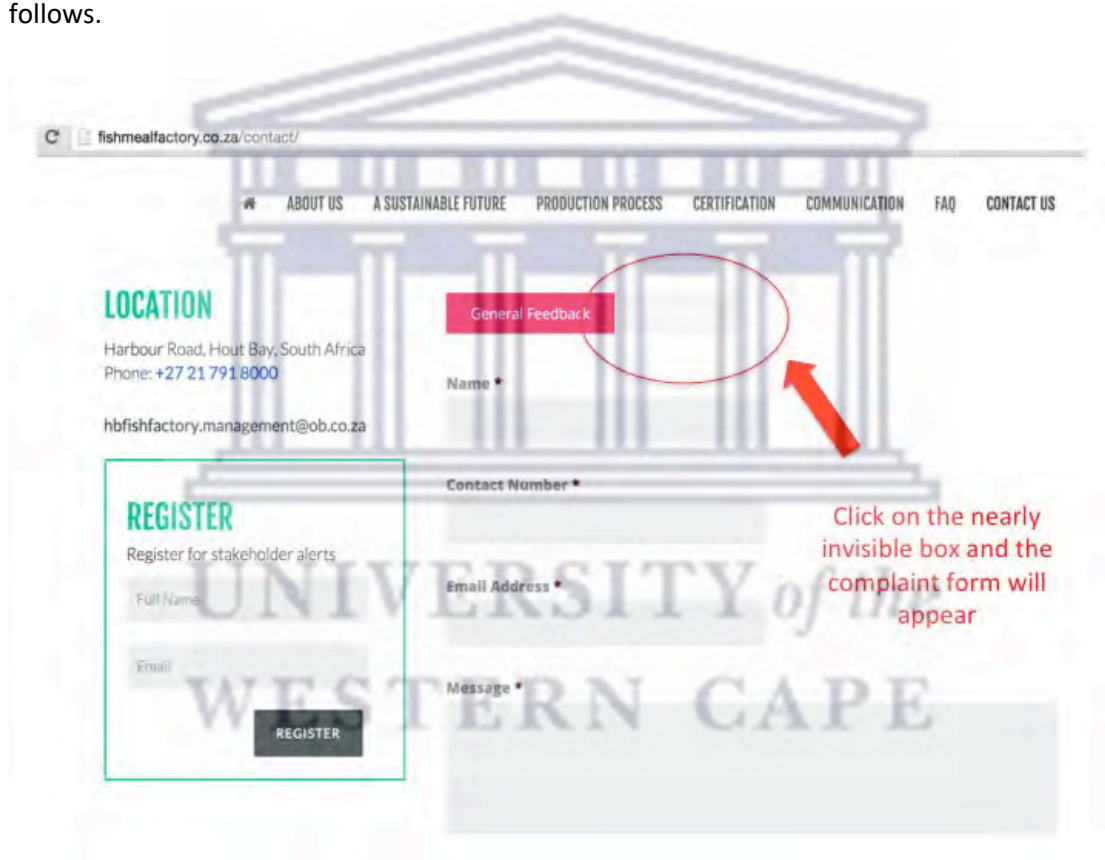 follows.
fishmealfactory.co.za/contact/
ABOUT US A SUSTAINABLE FUTURE PRODUCTION PROCESS CERTIFICATION COMMUNICATION FAQ CONTACT US
LOCATION
Harbour Road, Hout Bay, South Africa
Phone: +27 21 791 8000
hbfishfactory.management@ob.co.za
REGISTER
Register for stakeholder alerts
Full Name
Email
REGISTER
General Feedback
Name *
Contact Number *
Email Address *
Message *
Click on the nearly
invisible box and the
complaint form will
appear
UNIVERSITY of the
WESTERN CAPE